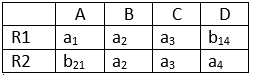 A B C D
R1 a₁ a₂ a₃ b₁₄
R2 b₂₁ a₂ a₃ a₄